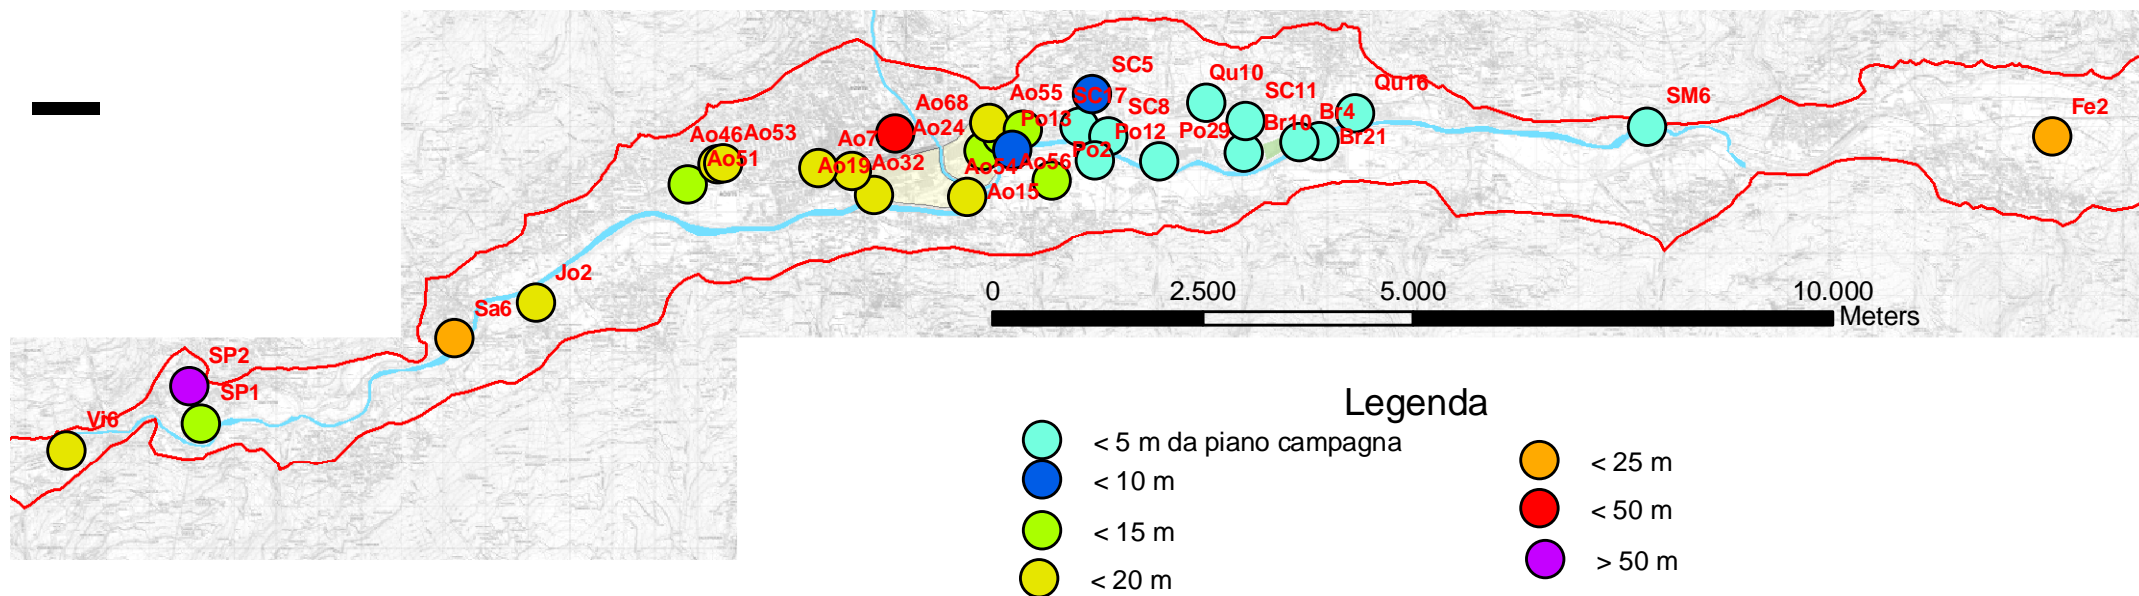 SC5
Qu10
SC11
Qu16
SM6
Fe2
Ao68
Ao55
SC17
SC8
Br4
Ao46
Ao53
Ao7
Ao24
Po13
Po12
Po29
Br10
Br21
Ao51
Ao19
Ao32
Ao54
Ao56
Po2
Ao15
Jo2
Sa6
SP2
SP1
Vi6
0 2.500 5.000 10.000
Meters
Legenda
< 5 m da piano campagna
< 10 m
< 15 m
< 20 m
< 25 m
< 50 m
> 50 m